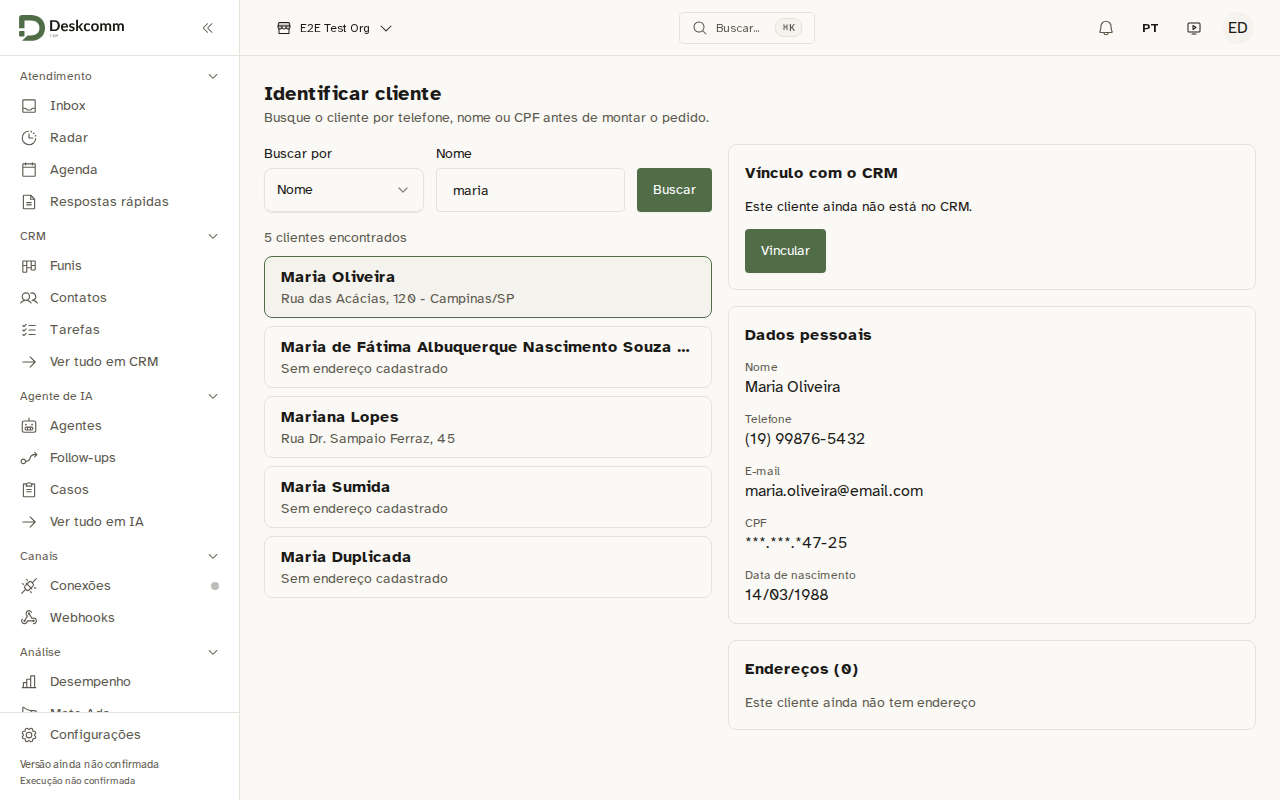 Deskcomm
E2E Test Org
Buscar...
⌘K
PT
ED
Atendimento
Inbox
Radar
Agenda
Respostas rápidas
CRM
Funis
Contatos
Tarefas
Ver tudo em CRM
Agente de IA
Agentes
Follow-ups
Casos
Ver tudo em IA
Canais
Conexões
Webhooks
Análise
Desempenho
Meta Ads
Configurações
Versão ainda não confirmada
Execução não confirmada
Identificar cliente
Busque o cliente por telefone, nome ou CPF antes de montar o pedido.
Buscar por
Nome
Nome
maria
Buscar
5 clientes encontrados
Maria Oliveira
Rua das Acácias, 120 - Campinas/SP
Maria de Fátima Albuquerque Nascimento Souza ...
Sem endereço cadastrado
Mariana Lopes
Rua Dr. Sampaio Ferraz, 45
Maria Sumida
Sem endereço cadastrado
Maria Duplicada
Sem endereço cadastrado
Vínculo com o CRM
Este cliente ainda não está no CRM.
Vincular
Dados pessoais
Nome
Maria Oliveira
Telefone
(19) 99876-5432
E-mail
maria.oliveira@email.com
CPF
***.***.*47-25
Data de nascimento
14/03/1988
Endereços (0)
Este cliente ainda não tem endereço